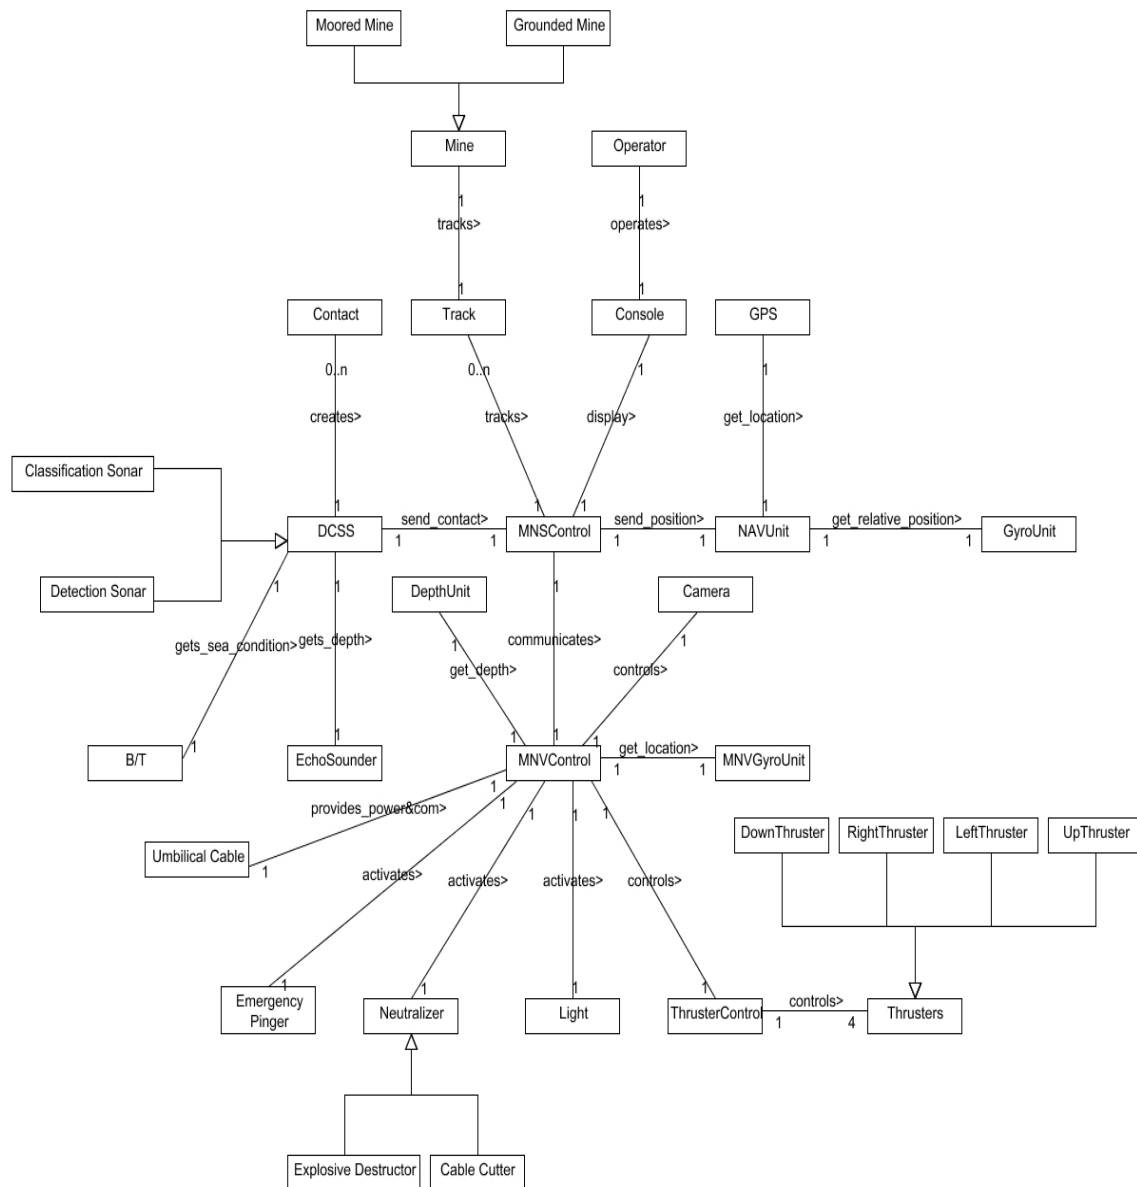 Moored Mine
Grounded Mine
Mine
Operator
1
1
tracks>
operates>
1
1
Contact
Track
Console
GPS
0..n
0..n
1
1
creates>
tracks>
display>
get_location>
Classification Sonar
1
1
1
1
DCSS
send_contact>
MNSControl
send_position>
NAVUnit
get_relative_position>
GyroUnit
1
1
1
1
1
1
Detection Sonar
1
1
DepthUnit
1
Camera
gets_sea_condition>
gets_depth>
1
communicates>
1
get_depth>
controls>
1
1
1
1
1
B/T
EchoSounder
MNVControl
get_location>
MNVGyroUnit
1
1
provides_power&com>
1
1
1
1
1
Umbilical Cable
1
DownThruster
RightThruster
LeftThruster
UpThruster
activates>
activates>
activates>
controls>
1
1
1
1
Emergency
Pinger
Neutralizer
Light
ThrusterControl
controls>
Thrusters
1
4
Explosive Destructor
Cable Cutter